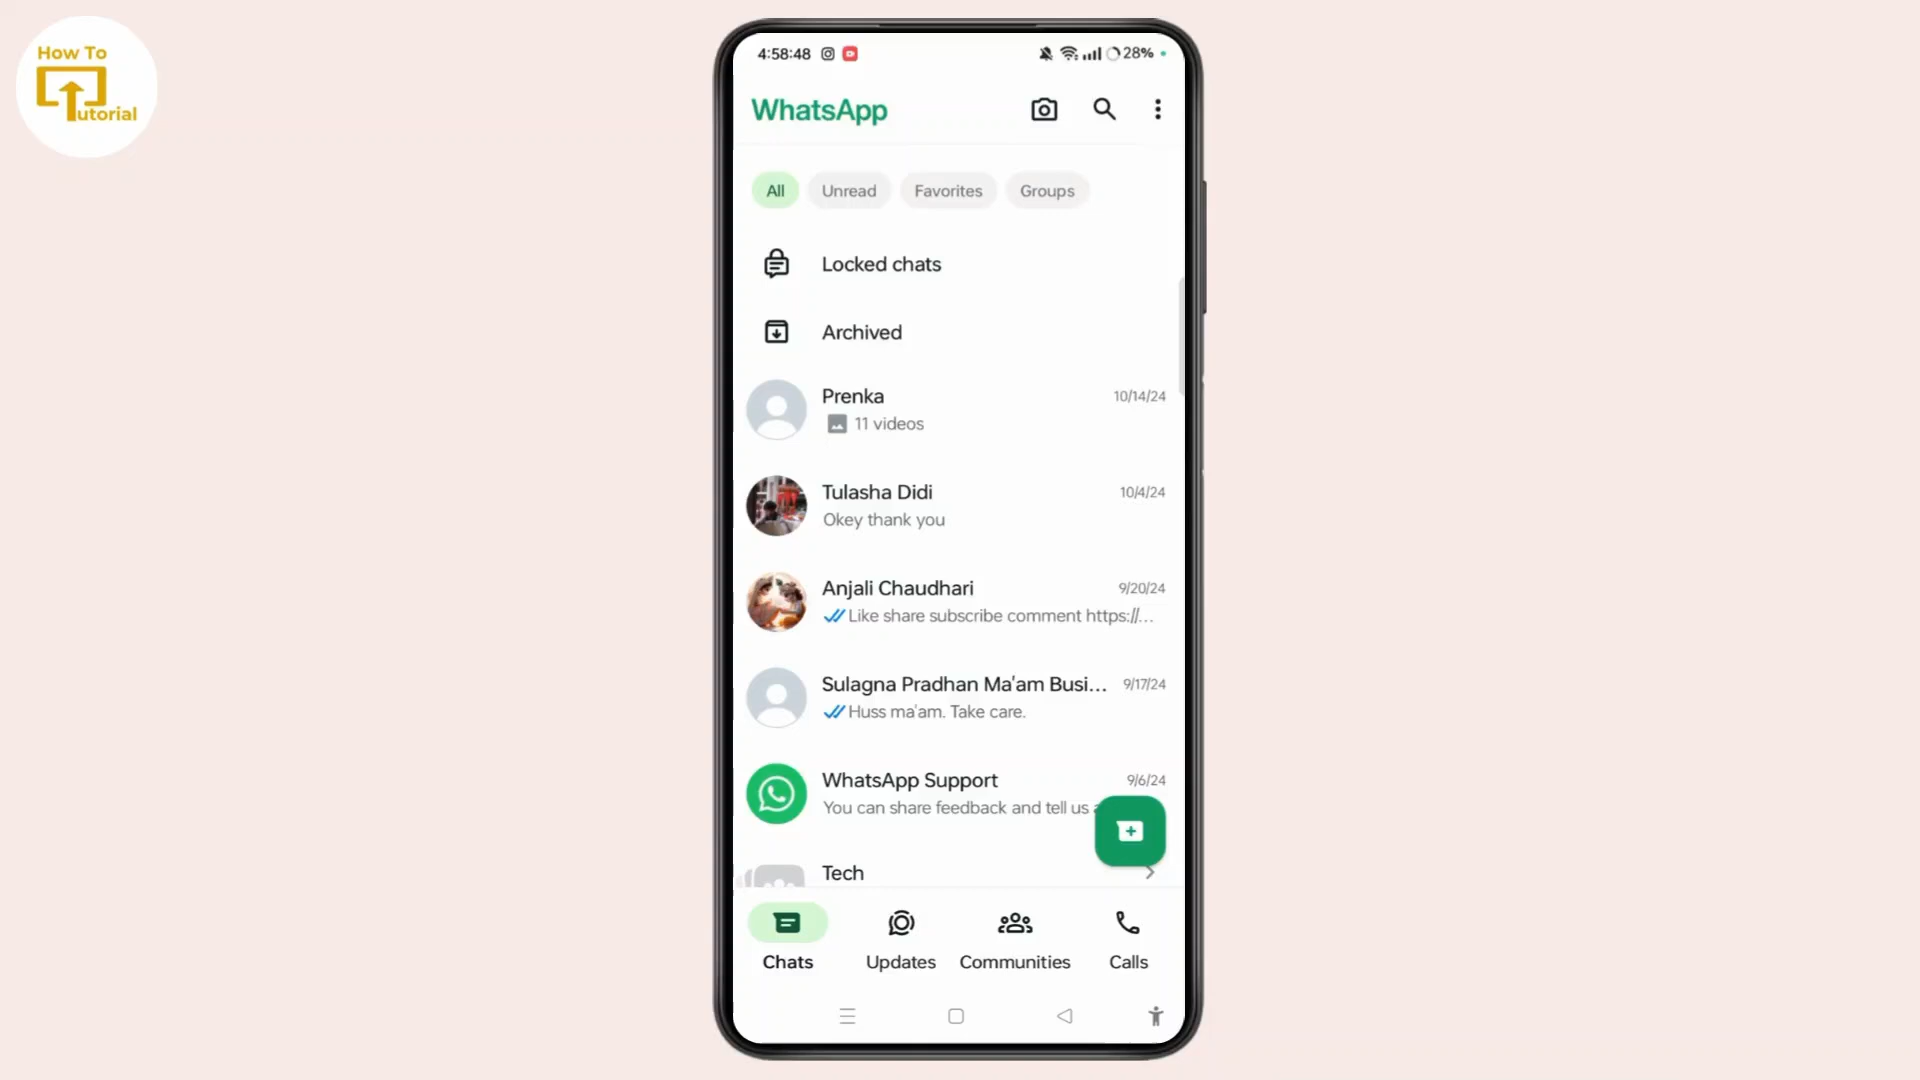 How To
Tutorial
4:58:48
28%
WhatsApp
All
Unread
Favorites
Groups
Locked chats
Archived
Prenka
10/14/24
11 videos
Tulasha Didi
10/4/24
Okey thank you
Anjali Chaudhari
9/20/24
Like share subscribe comment https://...
Sulagna Pradhan Ma'am Busi...
9/17/24
Huss ma'am. Take care.
WhatsApp Support
9/6/24
You can share feedback and tell us
Tech
Chats
Updates
Communities
Calls